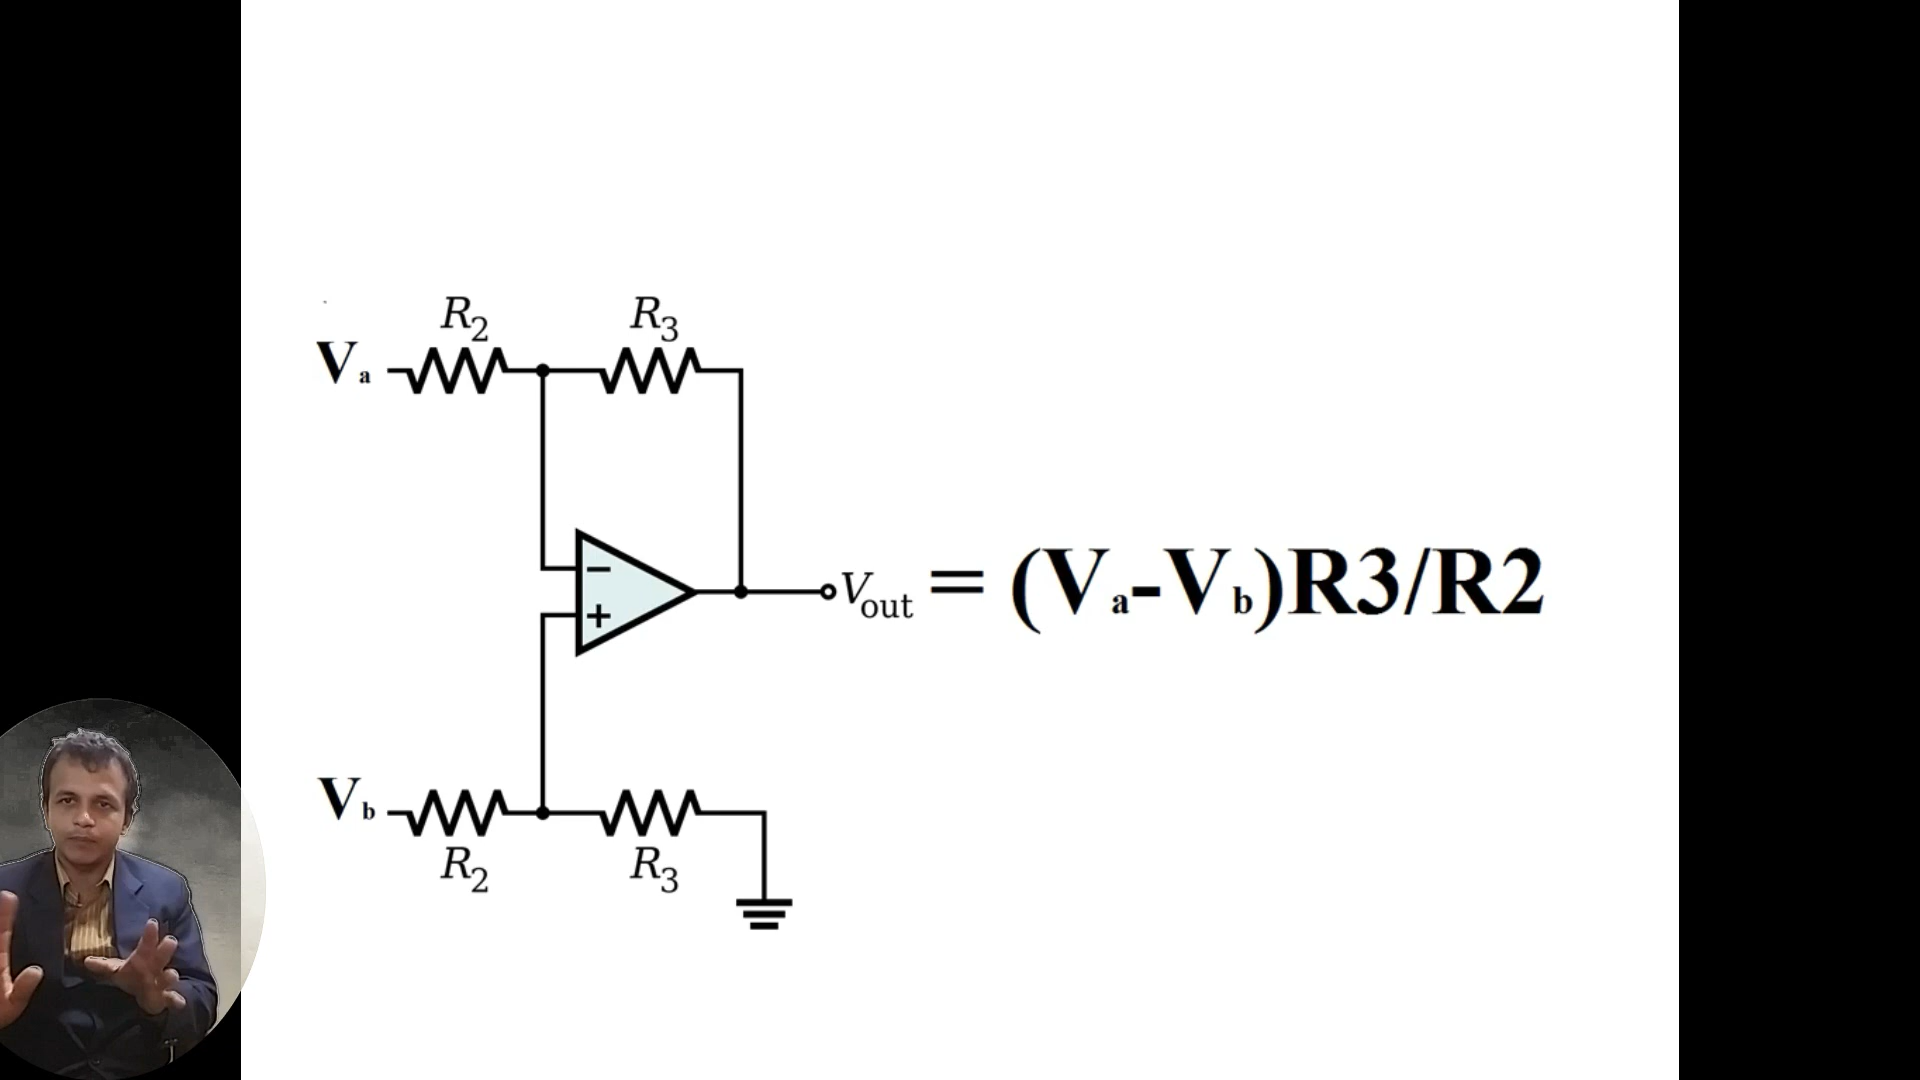 R2 R3
Va
−
Vout = (Va-Vb)R3/R2
+
Vb
R2 R3